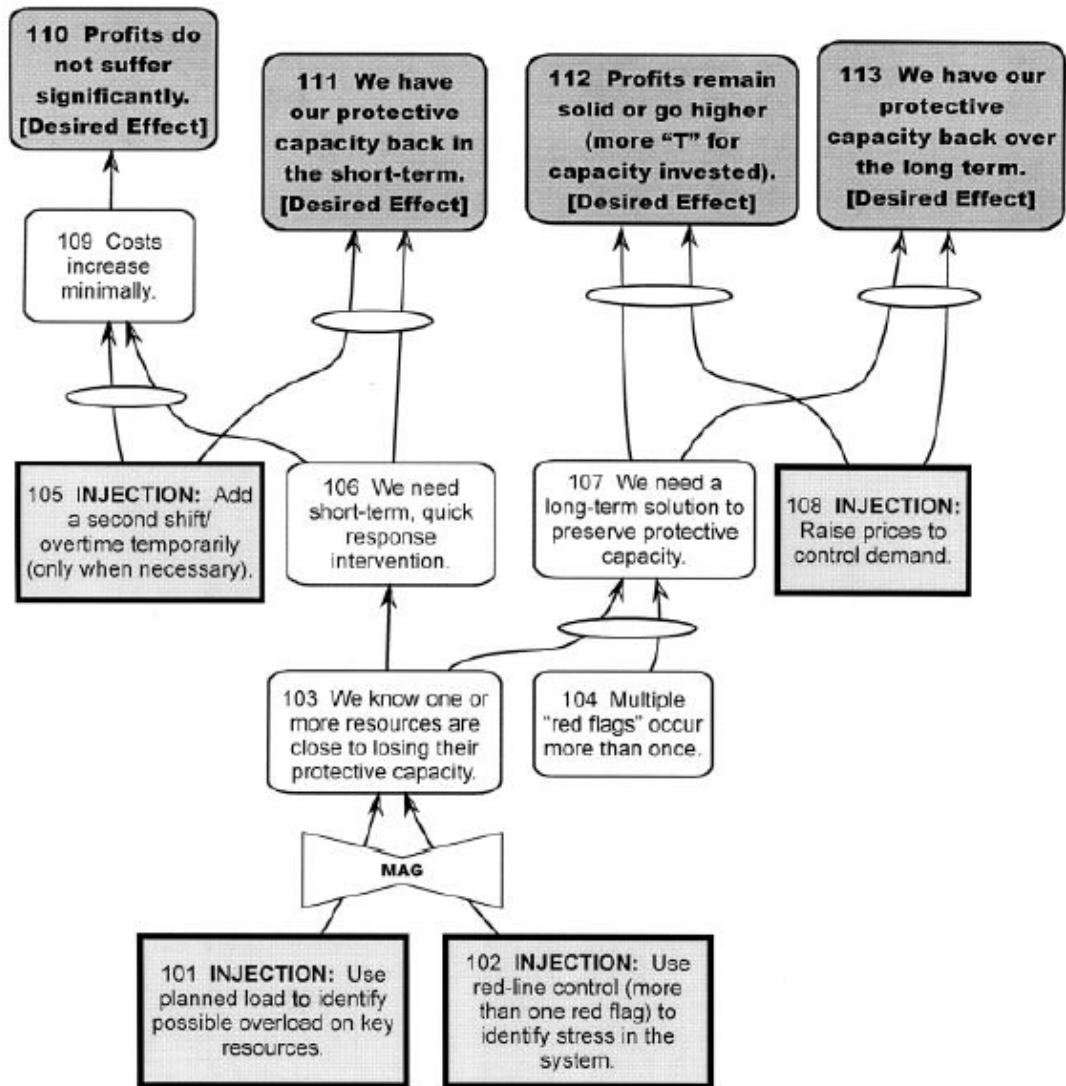 110 Profits do
not suffer
significantly.
[Desired Effect]
111 We have
our protective
capacity back in
the short-term.
[Desired Effect]
112 Profits remain
solid or go higher
(more “T” for
capacity invested).
[Desired Effect]
113 We have our
protective
capacity back over
the long term.
[Desired Effect]
109 Costs
increase
minimally.
105 INJECTION: Add
a second shift/
overtime temporarily
(only when necessary).
106 We need
short-term, quick
response
intervention.
107 We need a
long-term solution to
preserve protective
capacity.
108 INJECTION:
Raise prices to
control demand.
103 We know one or
more resources are
close to losing their
protective capacity.
104 Multiple
“red flags” occur
more than once.
MAG
101 INJECTION: Use
planned load to identify
possible overload on key
resources.
102 INJECTION: Use
red-line control (more
than one red flag) to
identify stress in the
system.